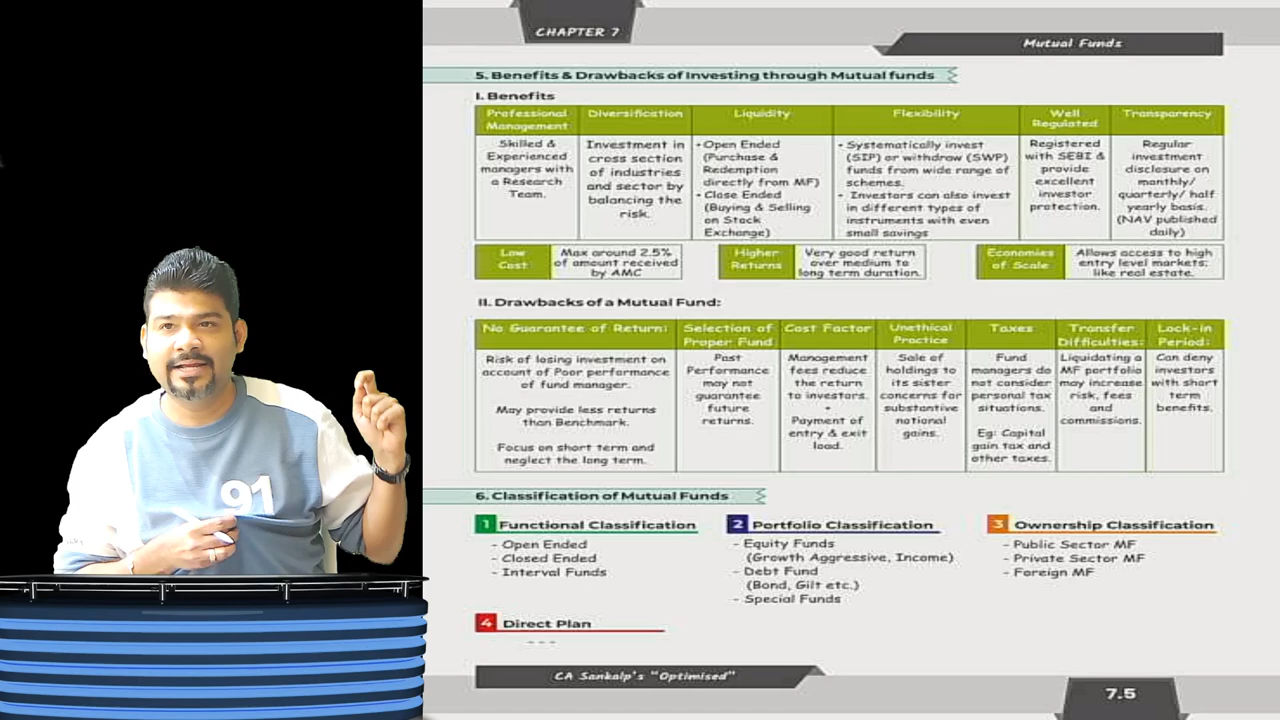 CHAPTER 7
Mutual Funds
5. Benefits & Drawbacks of Investing through Mutual funds
I. Benefits
Professional
Management
Skilled &
Experienced
managers with
a Research
Team.
Diversification
Investment in
cross section
of industries
and sector by
balancing the
risk.
Liquidity
• Open Ended
(Purchase &
Redemption
directly from MF)
• Close Ended
(Buying & Selling
on Stock
Exchange)
Flexibility
• Systematically invest
(SIP) or withdraw (SWP)
funds from wide range of
schemes.
• Investors can also invest
in different types of
instruments with even
small savings
Well
Regulated
Registered
with SEBI &
provide
excellent
investor
protection.
Transparency
Regular
investment
disclosure on
monthly/
quarterly/ half
yearly basis.
(NAV published
daily)
Low
Cost
Max around 2.5%
of amount received
by AMC
Higher
Returns
Very good return
over medium to
long term duration.
Economies
of Scale
Allows access to high
entry level markets;
like real estate.
II. Drawbacks of a Mutual Fund:
No Guarantee of Return:
Risk of losing investment on
account of Poor performance
of fund manager.
May provide less returns
than Benchmark.
Focus on short term and
neglect the long term.
Selection of
Proper Fund
Past
Performance
may not
guarantee
future
returns.
Cost Factor
Management
fees reduce
the return
to investors.
+
Payment of
entry & exit
load.
Unethical
Practice
Sale of
holdings to
its sister
concerns for
substantive
notional
gains.
Taxes
Fund
managers do
not consider
personal tax
situations.
Eg: Capital
gain tax and
other taxes.
Transfer
Difficulties:
Liquidating a
MF portfolio
may increase
risk, fees
and
commissions.
Lock-in
Period:
Can deny
investors
with short
term
benefits.
6. Classification of Mutual Funds
1 Functional Classification
- Open Ended
- Closed Ended
- Interval Funds
2 Portfolio Classification
- Equity Funds
(Growth Aggressive, Income)
- Debt Fund
(Bond, Gilt etc.)
- Special Funds
3 Ownership Classification
- Public Sector MF
- Private Sector MF
- Foreign MF
4 Direct Plan
- - -
CA Sankalp's "Optimised"
7.5
91